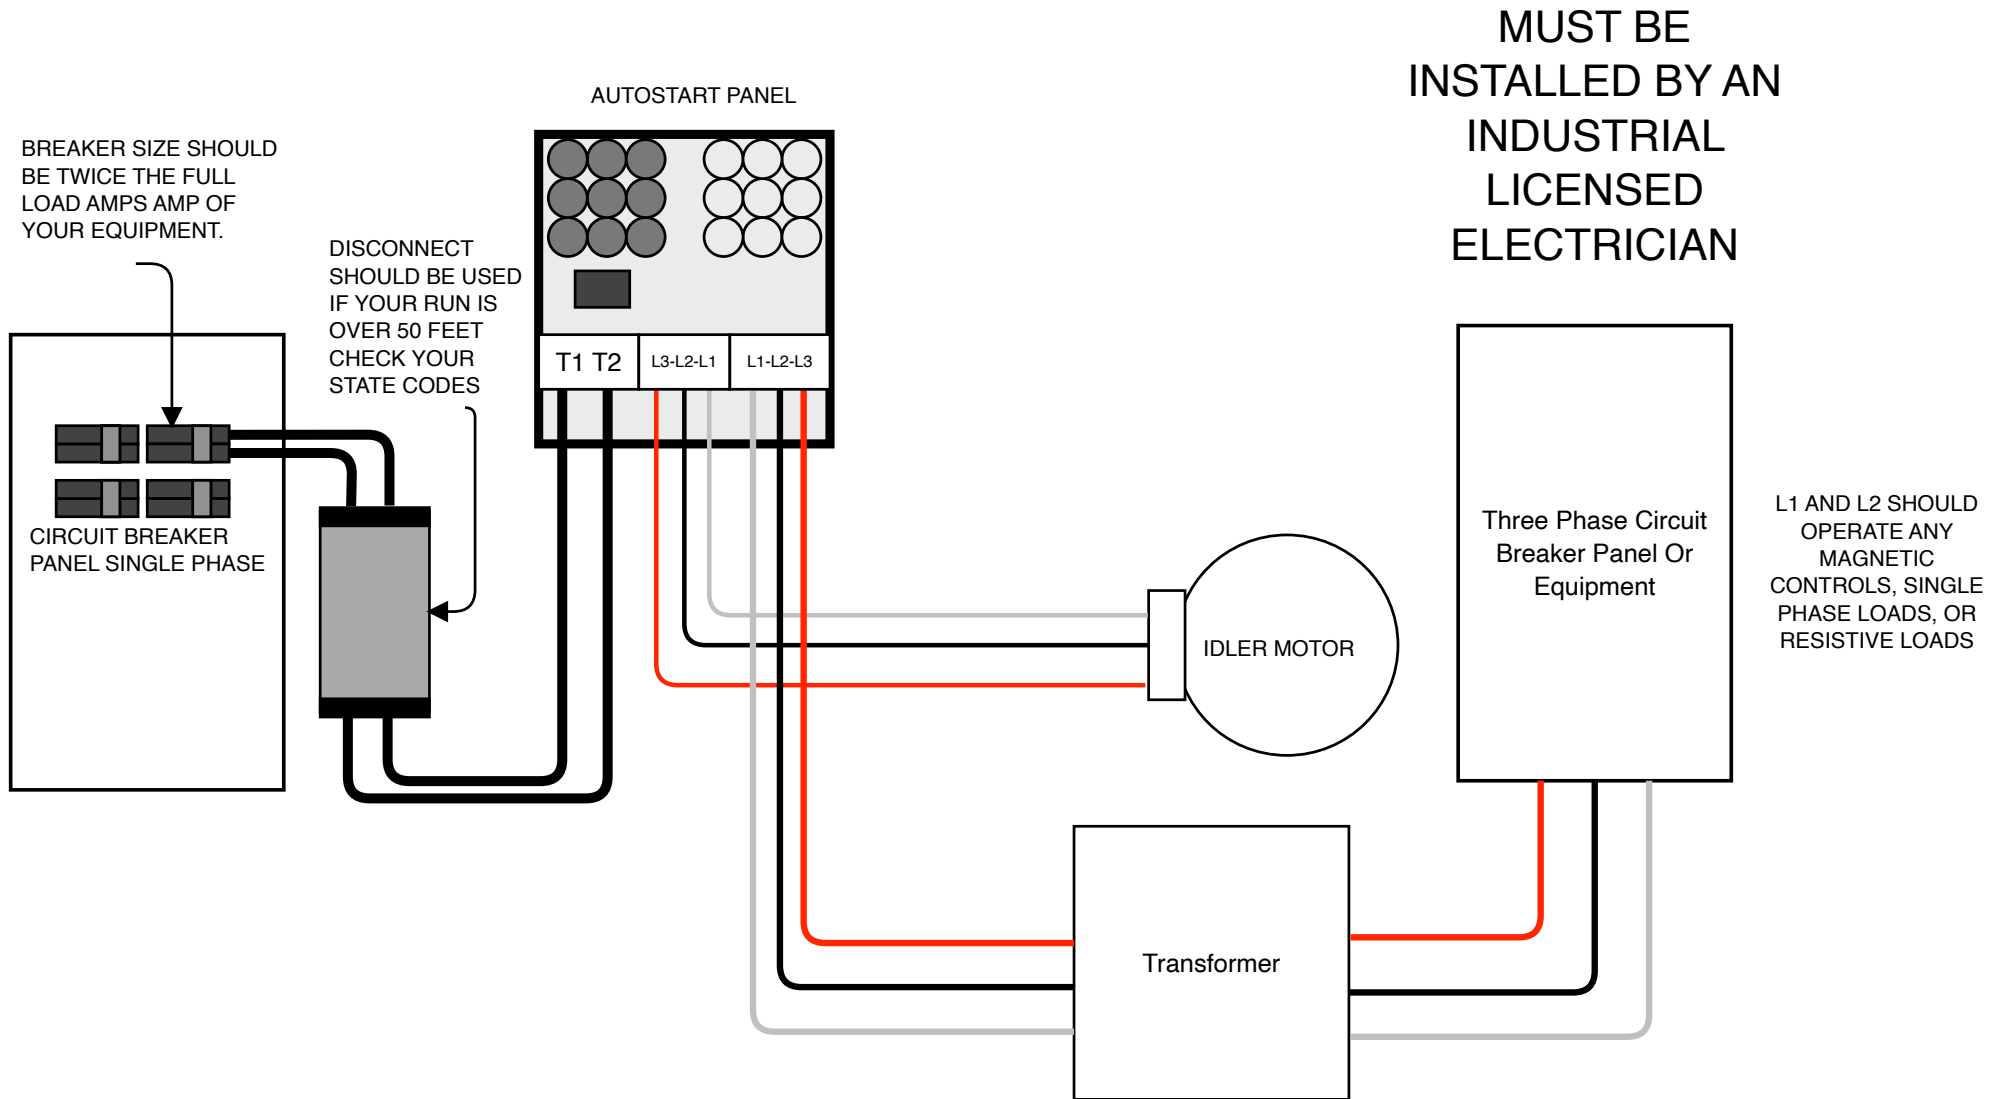 MUST BE
INSTALLED BY AN
INDUSTRIAL
LICENSED
ELECTRICIAN
AUTOSTART PANEL
BREAKER SIZE SHOULD
BE TWICE THE FULL
LOAD AMPS AMP OF
YOUR EQUIPMENT.
DISCONNECT
SHOULD BE USED
IF YOUR RUN IS
OVER 50 FEET
CHECK YOUR
STATE CODES
T1 T2
L3-L2-L1
L1-L2-L3
CIRCUIT BREAKER
PANEL SINGLE PHASE
IDLER MOTOR
Three Phase Circuit
Breaker Panel Or
Equipment
L1 AND L2 SHOULD
OPERATE ANY
MAGNETIC
CONTROLS, SINGLE
PHASE LOADS, OR
RESISTIVE LOADS
Transformer